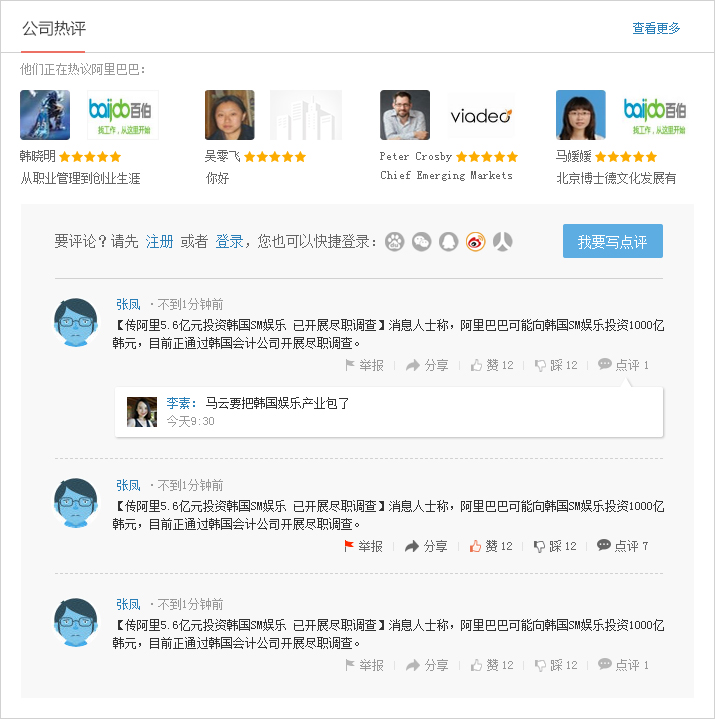 公司热评
查看更多
他们正在热议阿里巴巴：
baijob百伯
找工作，从这里开始
viadeo
baijob百伯
找工作，从这里开始
韩晓明
吴零飞
Peter Crosby
马媛媛
从职业管理到创业生涯
你好
Chief Emerging Markets
北京博士德文化发展有
要评论？请先 注册 或者 登录，您也可以快捷登录：
我要写点评
张凤 ·不到1分钟前
【传阿里5.6亿元投资韩国SM娱乐 已开展尽职调查】消息人士称，阿里巴巴可能向韩国SM娱乐投资1000亿
韩元，目前正通过韩国会计公司开展尽职调查。
举报 分享 赞 12 踩 12 点评 1
李素： 马云要把韩国娱乐产业包了
今天9:30
张凤 ·不到1分钟前
【传阿里5.6亿元投资韩国SM娱乐 已开展尽职调查】消息人士称，阿里巴巴可能向韩国SM娱乐投资1000亿
韩元，目前正通过韩国会计公司开展尽职调查。
举报 分享 赞 12 踩 12 点评 7
张凤 ·不到1分钟前
【传阿里5.6亿元投资韩国SM娱乐 已开展尽职调查】消息人士称，阿里巴巴可能向韩国SM娱乐投资1000亿
韩元，目前正通过韩国会计公司开展尽职调查。
举报 分享 赞 12 踩 12 点评 1